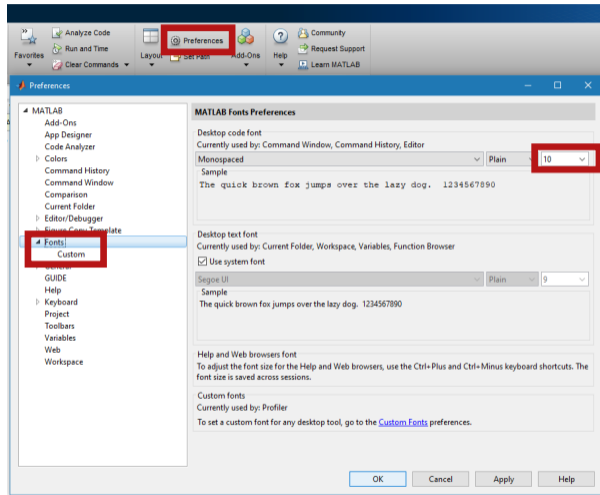 Analyze Code
Run and Time
Clear Commands
Favorites
Layout
Preferences
Set Path
Add-Ons
Help
Community
Request Support
Learn MATLAB
Preferences
MATLAB
Add-Ons
App Designer
Code Analyzer
Colors
Command History
Command Window
Comparison
Current Folder
Editor/Debugger
Figure Copy Template
Fonts
Custom
General
GUIDE
Help
Keyboard
Project
Toolbars
Variables
Web
Workspace
MATLAB Fonts Preferences
Desktop code font
Currently used by: Command Window, Command History, Editor
Monospaced Plain 10
Sample
The quick brown fox jumps over the lazy dog. 1234567890
Desktop text font
Currently used by: Current Folder, Workspace, Variables, Function Browser
Use system font
Segoe UI Plain 9
Sample
The quick brown fox jumps over the lazy dog. 1234567890
Help and Web browsers font
To adjust the font size for the Help and Web browsers, use the Ctrl+Plus and Ctrl+Minus keyboard shortcuts. The
font size is saved across sessions.
Custom fonts
Currently used by: Profiler
To set a custom font for any desktop tool, go to the Custom Fonts preferences.
OK Cancel Apply Help